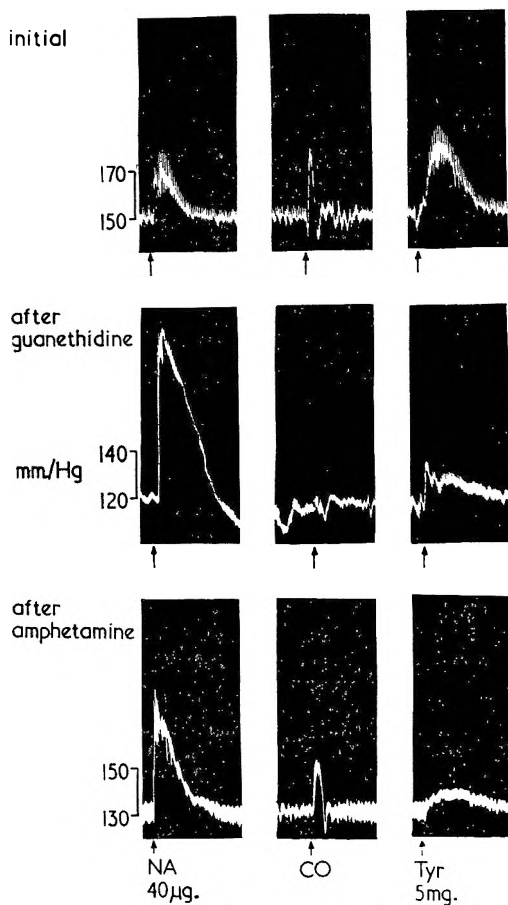 initial
170
150
after
guanethidine
140
mm/Hg
120
after
amphetamine
150
130
NA
40µg.
CO
Tyr
5mg.